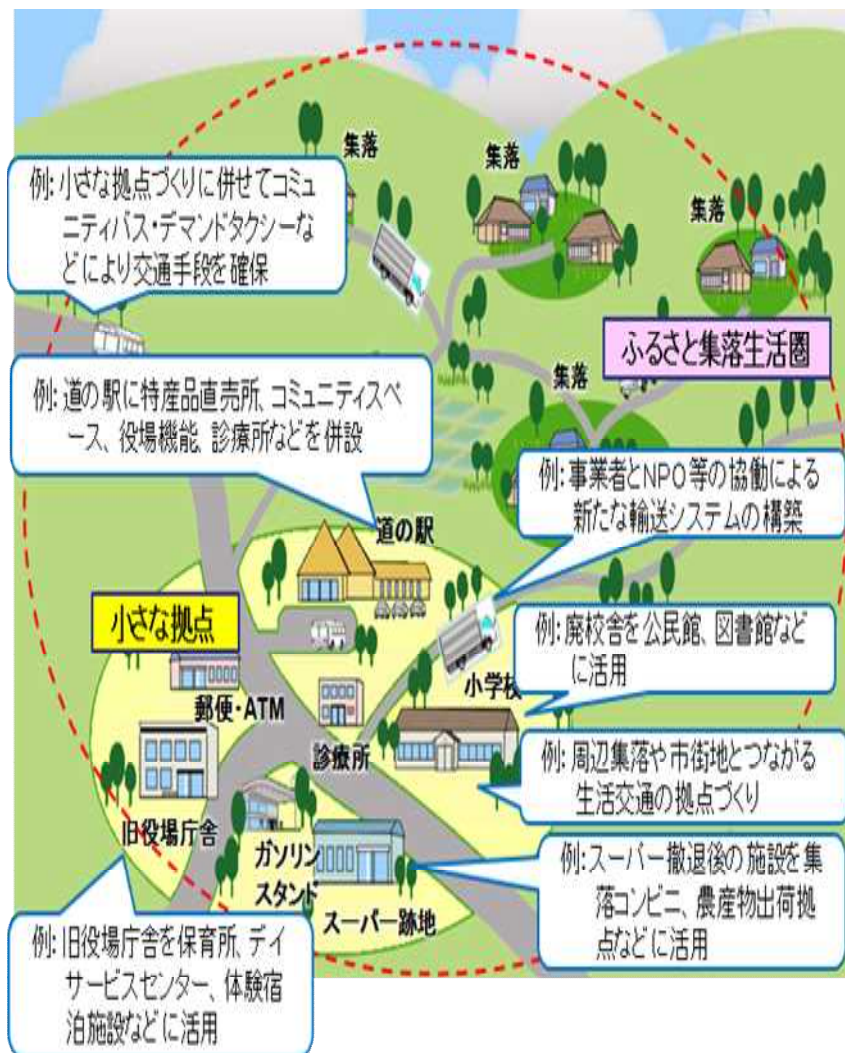 集落
集落
集落
例: 小さな拠点づくりに併せてコミュ
ニティバス・デマンドタクシーな
どにより交通手段を確保
ふるさと集落生活圏
集落
例: 道の駅に特産品直売所、コミュニティスペ
ース、役場機能、診療所などを併設
例: 事業者とNPO等の協働による
新たな輸送システムの構築
道の駅
小さな拠点
例: 廃校舎を公民館、図書館など
に活用
小学校
郵便・ATM
診療所
例: 周辺集落や市街地とつながる
生活交通の拠点づくり
旧役場庁舎
ガソリン
スタンド
スーパー跡地
例:スーパー撤退後の施設を集
落コンビニ、農産物出荷拠
点などに活用
例: 旧役場庁舎を保育所、デイ
サービスセンター、体験宿
泊施設などに活用